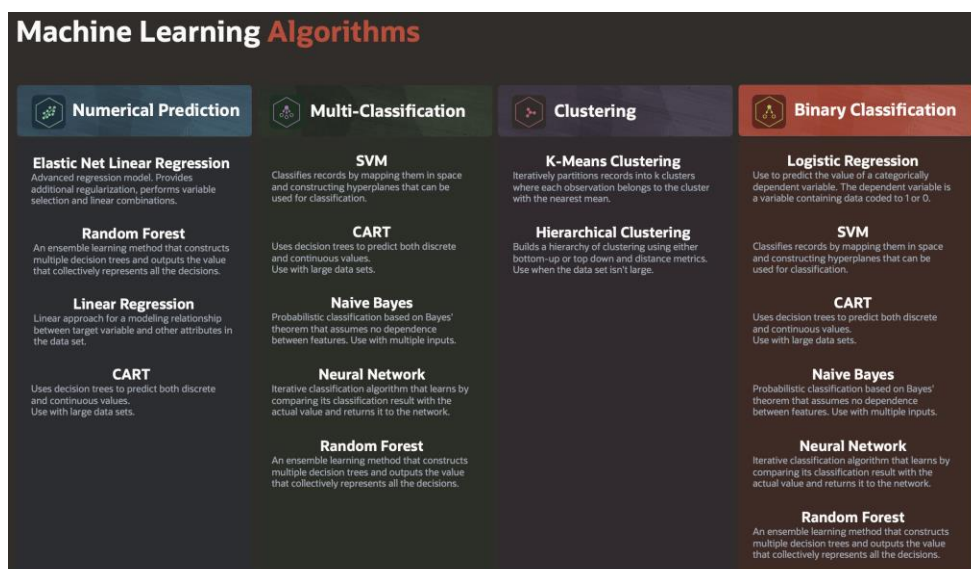 Machine Learning Algorithms
Numerical Prediction
Elastic Net Linear Regression
Advanced regression model. Provides
additional regularization, performs variable
selection and linear combinations.
Random Forest
An ensemble learning method that constructs
multiple decision trees and outputs the value
that collectively represents all the decisions.
Linear Regression
Linear approach for a modeling relationship
between target variable and other attributes in
the data set.
CART
Uses decision trees to predict both discrete
and continuous values.
Use with large data sets.
Multi-Classification
SVM
Classifies records by mapping them in space
and constructing hyperplanes that can be
used for classification.
CART
Uses decision trees to predict both discrete
and continuous values.
Use with large data sets.
Naive Bayes
Probabilistic classification based on Bayes'
theorem that assumes no dependence
between features. Use with multiple inputs.
Neural Network
Iterative classification algorithm that learns by
comparing its classification result with the
actual value and returns it to the network.
Random Forest
An ensemble learning method that constructs
multiple decision trees and outputs the value
that collectively represents all the decisions.
Clustering
K-Means Clustering
Iteratively partitions records into k clusters
where each observation belongs to the cluster
with the nearest mean.
Hierarchical Clustering
Builds a hierarchy of clustering using either
bottom-up or top down and distance metrics.
Use when the data set isn't large.
Binary Classification
Logistic Regression
Use to predict the value of a categorically
dependent variable. The dependent variable is
a variable containing data coded to 1 or 0.
SVM
Classifies records by mapping them in space
and constructing hyperplanes that can be
used for classification.
CART
Uses decision trees to predict both discrete
and continuous values.
Use with large data sets.
Naive Bayes
Probabilistic classification based on Bayes'
theorem that assumes no dependence
between features. Use with multiple inputs.
Neural Network
Iterative classification algorithm that learns by
comparing its classification result with the
actual value and returns it to the network.
Random Forest
An ensemble learning method that constructs
multiple decision trees and outputs the value
that collectively represents all the decisions.